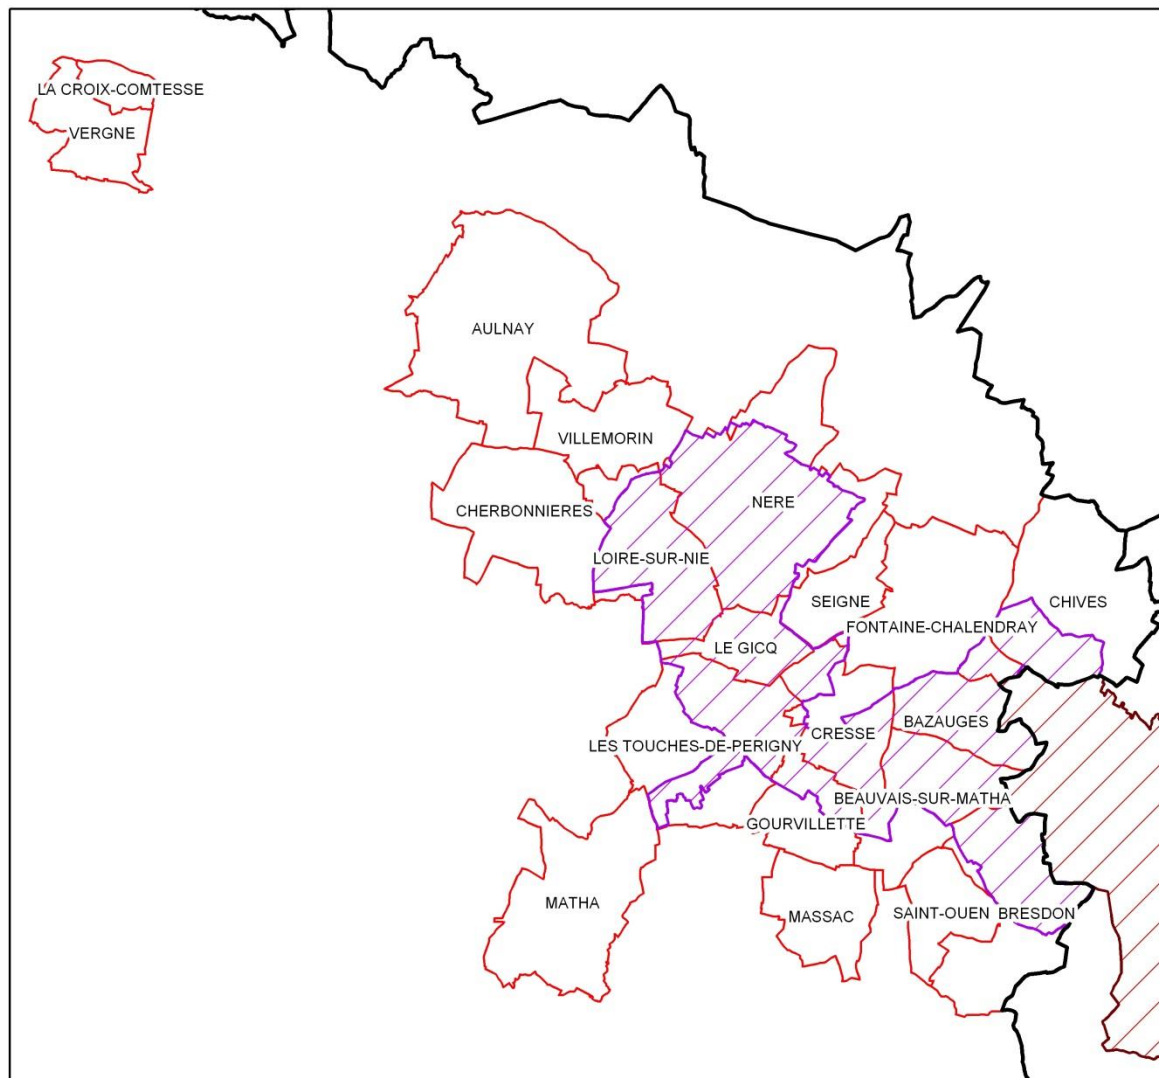 LA CROIX-COMTESSE
VERGNE
AULNAY
VILLEMORIN
NERE
CHERBONNIERES
LOIRE-SUR-NIE
SEIGNE
CHIVES
FONTAINE-CHALENDRAY
LE GICQ
BAZAUGES
CRESSE
LES TOUCHES-DE-PERIGNY
BEAUVAIS-SUR-MATHA
GOURVILLETTE
MATHA
MASSAC
SAINT-OUEN
BRESDON